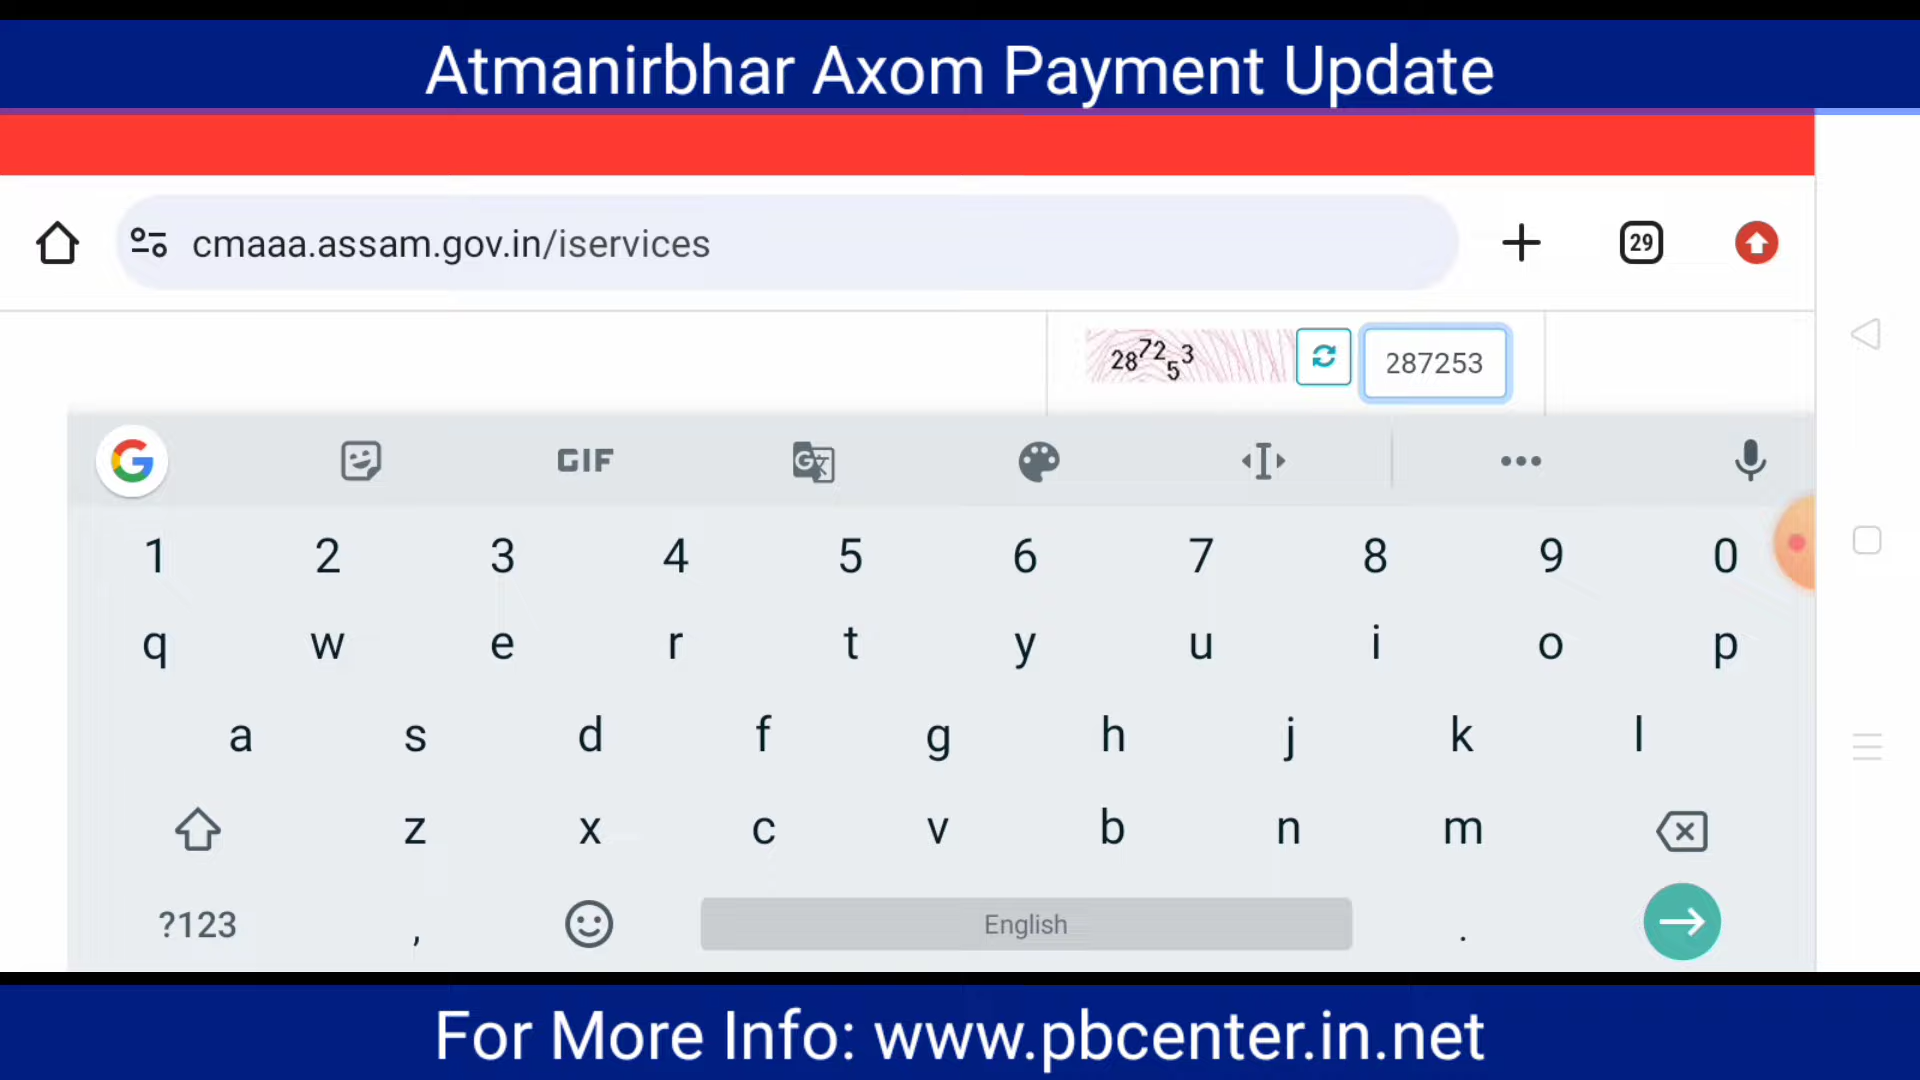 Atmanirbhar Axom Payment Update
cmaaa.assam.gov.in/iservices
29
287253
287253
GIF
1 2 3 4 5 6 7 8 9 0
q w e r t y u i o p
a s d f g h j k l
z x c v b n m
?123 , English .
For More Info: www.pbcenter.in.net